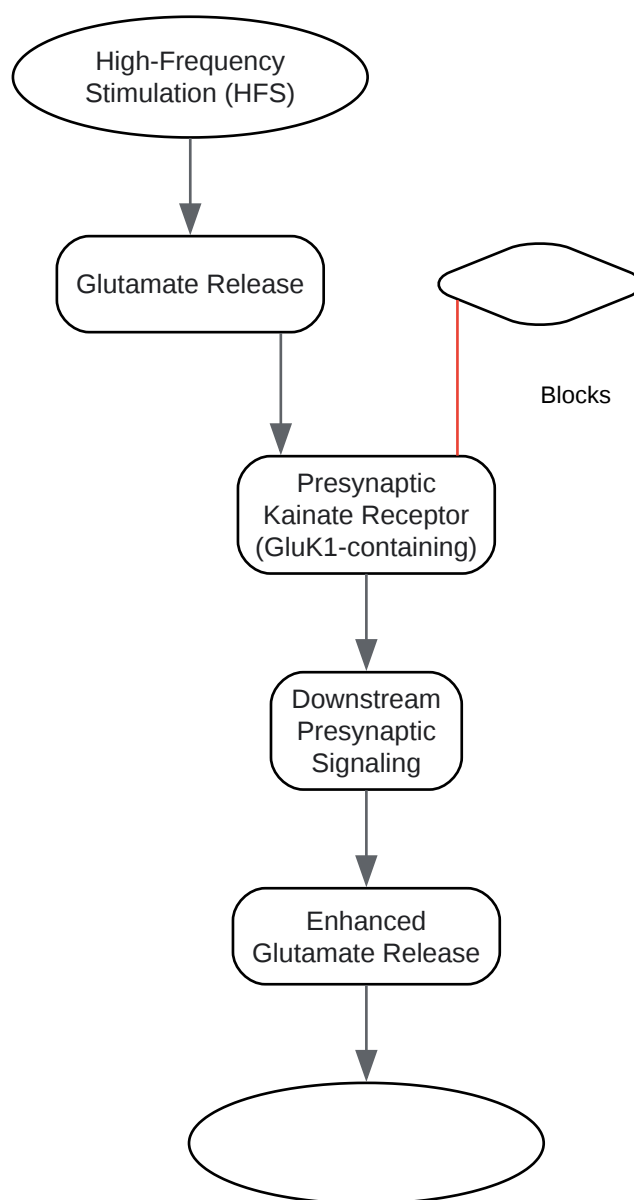 High-Frequency
Stimulation (HFS)
Glutamate Release
Blocks
Presynaptic
Kainate Receptor
(GluK1-containing)
Downstream
Presynaptic
Signaling
Enhanced
Glutamate Release